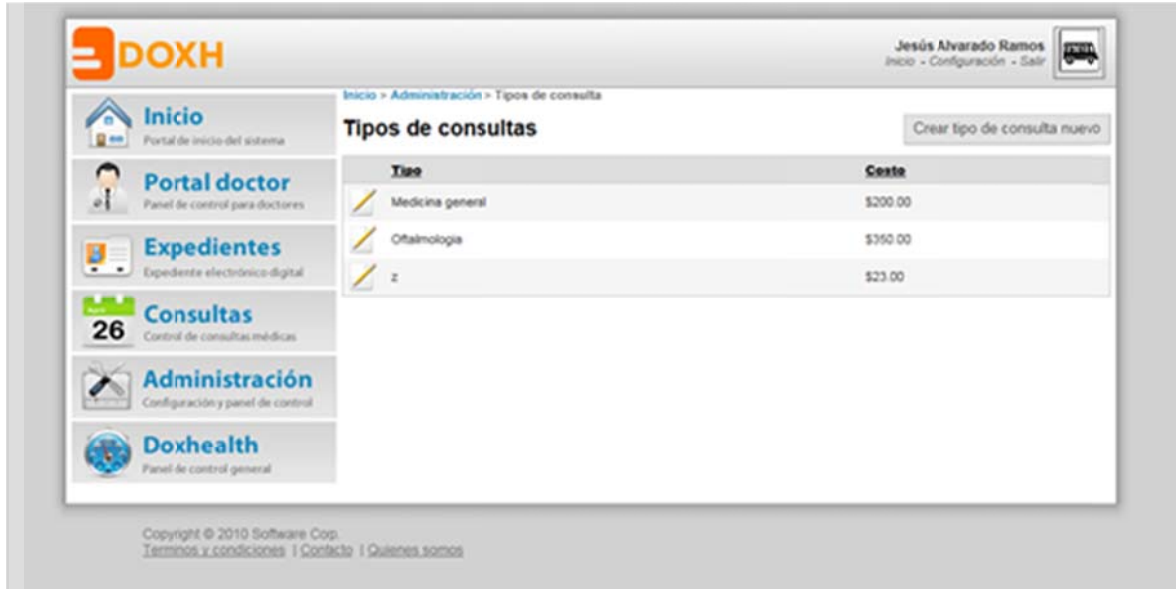 DOXH
Jesús Alvarado Ramos
Inicio - Configuración - Salir
Inicio > Administración > Tipos de consulta
Tipos de consultas
Crear tipo de consulta nuevo
Tipo Costo
Medicina general $200.00
Oftalmologia $350.00
z $23.00
Inicio
Portal de inicio del sistema
Portal doctor
Panel de control para doctores
Expedientes
Expediente electrónico digital
26
Consultas
Control de consultas médicas
Administración
Configuración y panel de control
Doxhealth
Panel de control general
Copyright © 2010 Software Corp.
Terminos y condiciones | Contacto | Quienes somos